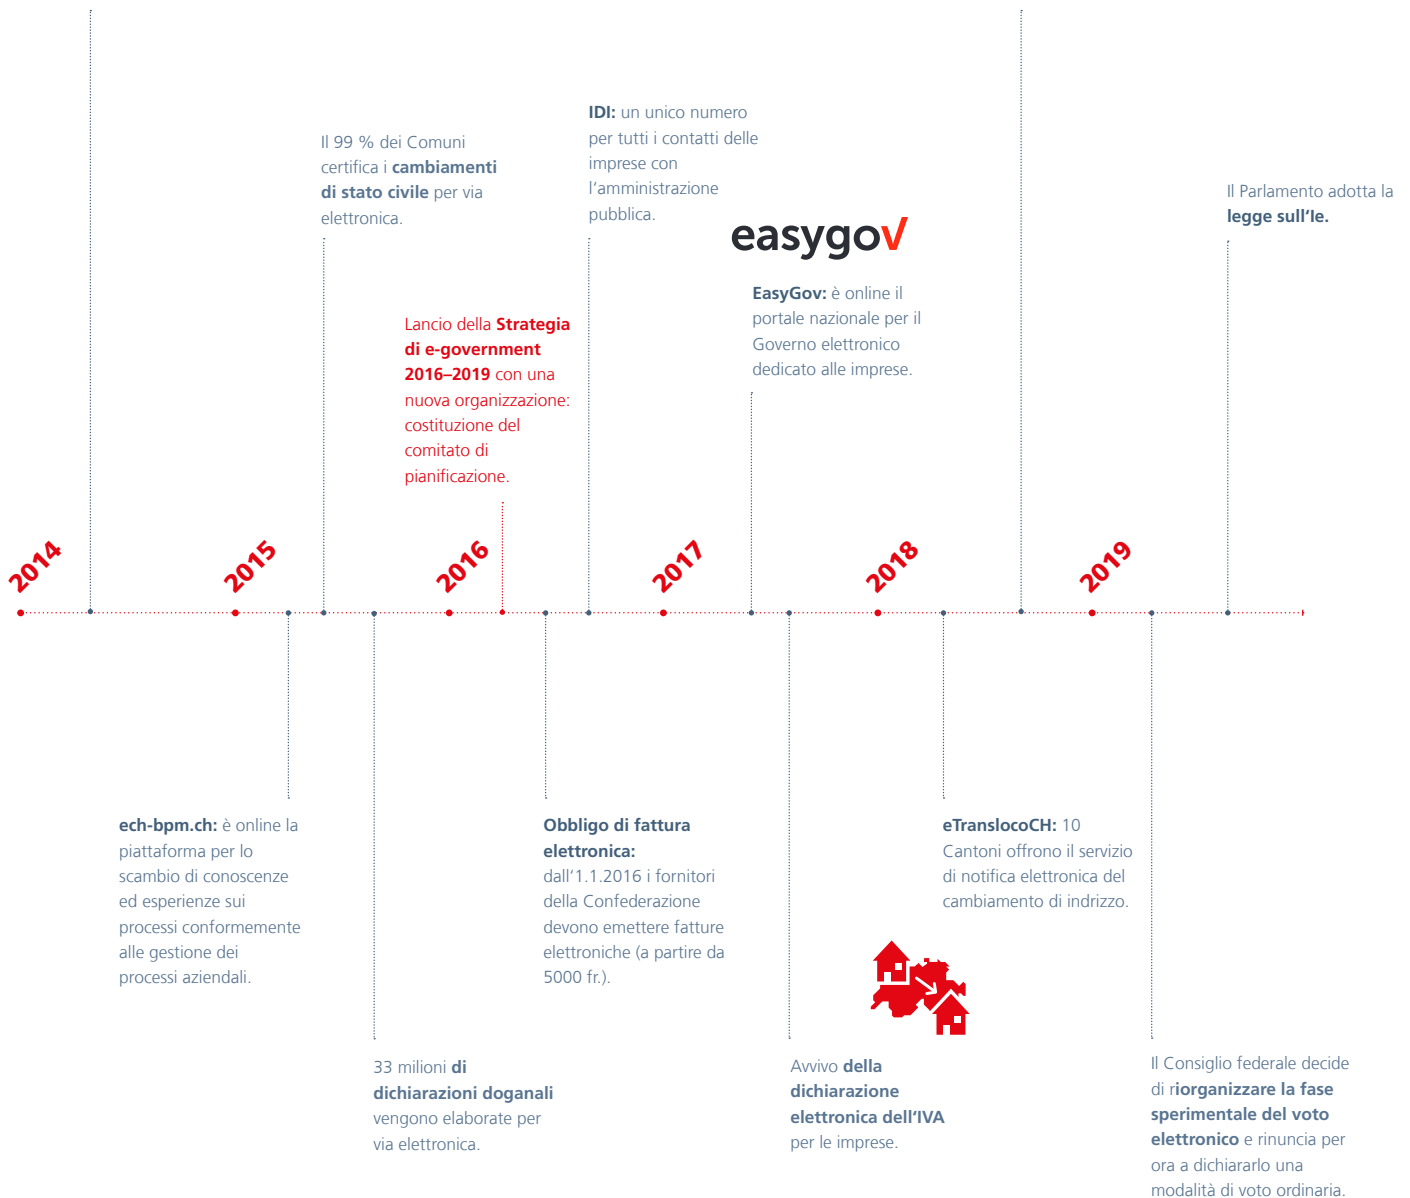 IDI: un unico numero
per tutti i contatti delle
imprese con
l‘amministrazione
pubblica.
Il 99 % dei Comuni
certifica i cambiamenti
di stato civile per via
elettronica.
Il Parlamento adotta la
legge sull‘Ie.
easygov
EasyGov: è online il
portale nazionale per il
Governo elettronico
dedicato alle imprese.
Lancio della Strategia
di e-government
2016–2019 con una
nuova organizzazione:
costituzione del
comitato di
pianificazione.
2014
2015
2016
2017
2018
2019
ech-bpm.ch: è online la
piattaforma per lo
scambio di conoscenze
ed esperienze sui
processi conformemente
alle gestione dei
processi aziendali.
Obbligo di fattura
elettronica:
dall‘1.1.2016 i fornitori
della Confederazione
devono emettere fatture
elettroniche (a partire da
5000 fr.).
eTranslocoCH: 10
Cantoni offrono il servizio
di notifica elettronica del
cambiamento di indrizzo.
33 milioni di
dichiarazioni doganali
vengono elaborate per
via elettronica.
Avvivo della
dichiarazione
elettronica dell‘IVA
per le imprese.
Il Consiglio federale decide
di riorganizzare la fase
sperimentale del voto
elettronico e rinuncia per
ora a dichiararlo una
modalità di voto ordinaria.